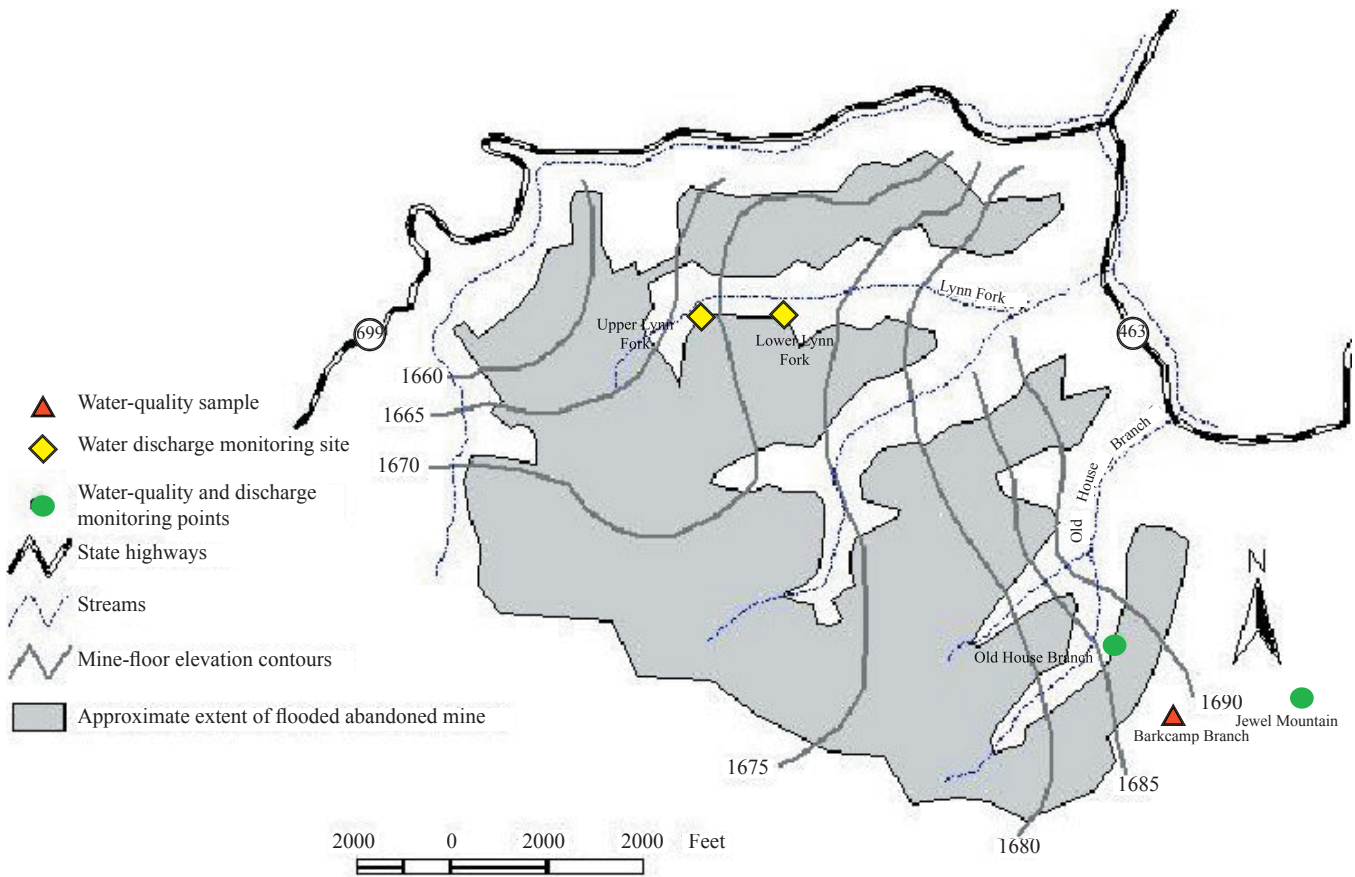 Lynn Fork
699
463
Upper Lynn
Fork
Lower Lynn
Fork
1660
1665
1670
Old House Branch
Water-quality sample
Water discharge monitoring site
Water-quality and discharge
monitoring points
State highways
Streams
Mine-floor elevation contours
Approximate extent of flooded abandoned mine
N
Old House Branch
1690
Jewel Mountain
Barkcamp Branch
1675
1685
1680
2000 0 2000 2000 Feet